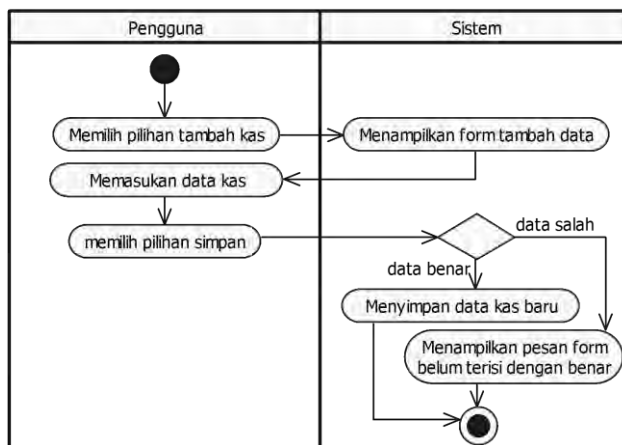 Pengguna
Sistem
Memilih pilihan tambah kas
Menampilkan form tambah data
Memasukan data kas
memilih pilihan simpan
data salah
data benar
Menyimpan data kas baru
Menampilkan pesan form
belum terisi dengan benar